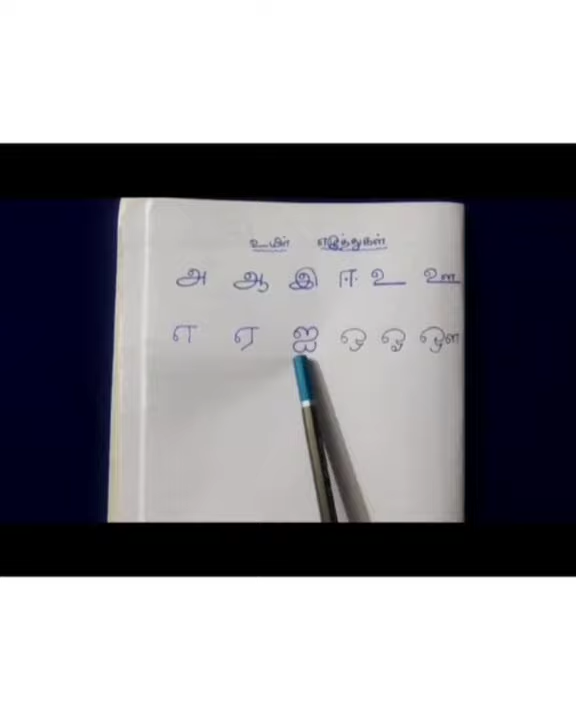 உயிர் எழுத்துகள்
அ ஆ இ ஈ உ ஊ
எ ஏ ஐ ஒ ஓ ஔ